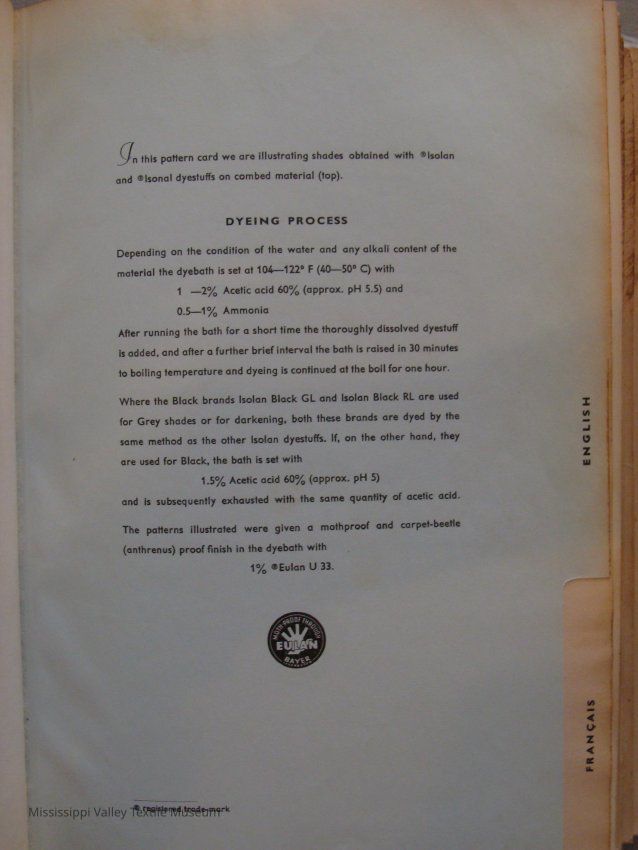 In this pattern card we are illustrating shades obtained with ®Isolan
and ®Isonal dyestuffs on combed material (top).
DYEING PROCESS
Depending on the condition of the water and any alkali content of the
material the dyebath is set at 104—122° F (40—50° C) with
1 —2% Acetic acid 60% (approx. pH 5.5) and
0.5—1% Ammonia
After running the bath for a short time the thoroughly dissolved dyestuff
is added, and after a further brief interval the bath is raised in 30 minutes
to boiling temperature and dyeing is continued at the boil for one hour.
Where the Black brands Isolan Black GL and Isolan Black RL are used
for Grey shades or for darkening, both these brands are dyed by the
same method as the other Isolan dyestuffs. If, on the other hand, they
are used for Black, the bath is set with
1.5% Acetic acid 60% (approx. pH 5)
and is subsequently exhausted with the same quantity of acetic acid.
The patterns illustrated were given a mothproof and carpet-beetle
(anthrenus) proof finish in the dyebath with
1% ®Eulan U 33.
MOTH-PROOF THROUGH
EULAN
BAYER
® registered trade-mark
Mississippi Valley Textile Museum
ENGLISH
FRANÇAIS